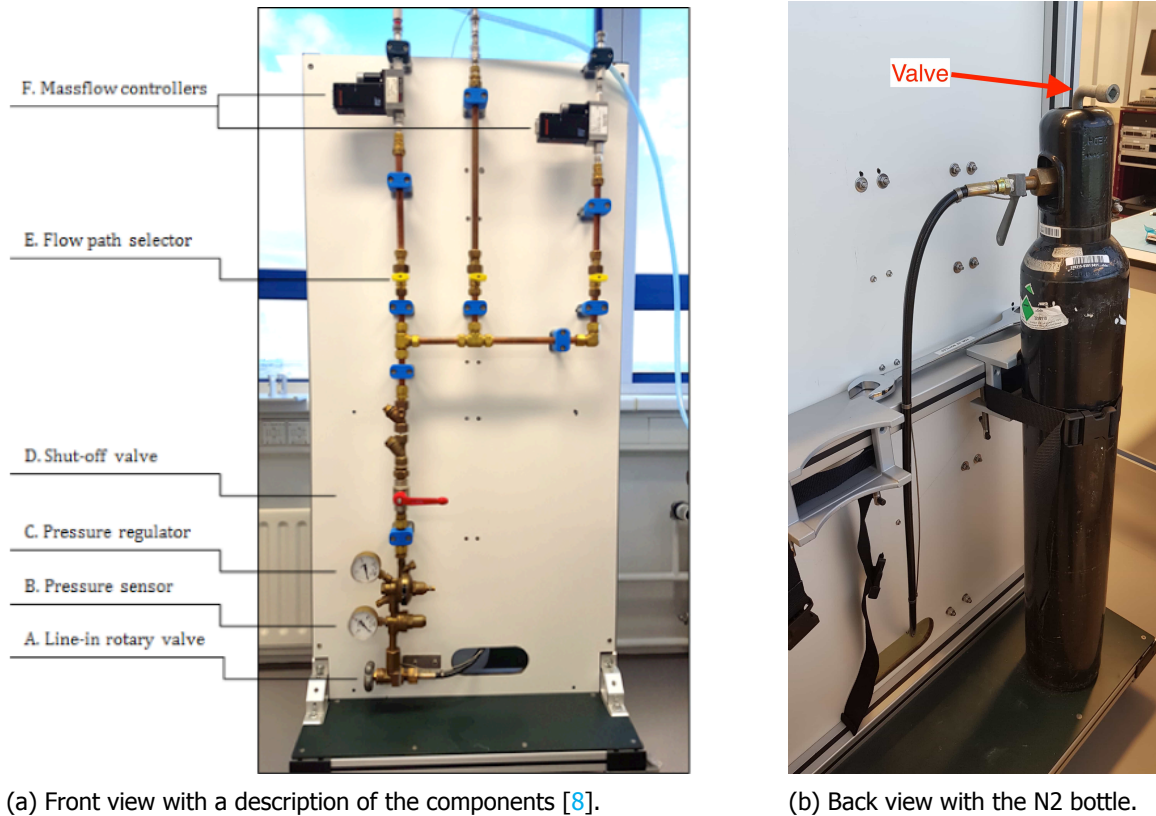 F. Massflow controllers
E. Flow path selector
D. Shut-off valve
C. Pressure regulator
B. Pressure sensor
A. Line-in rotary valve
Valve
(a) Front view with a description of the components [8].
(b) Back view with the N2 bottle.